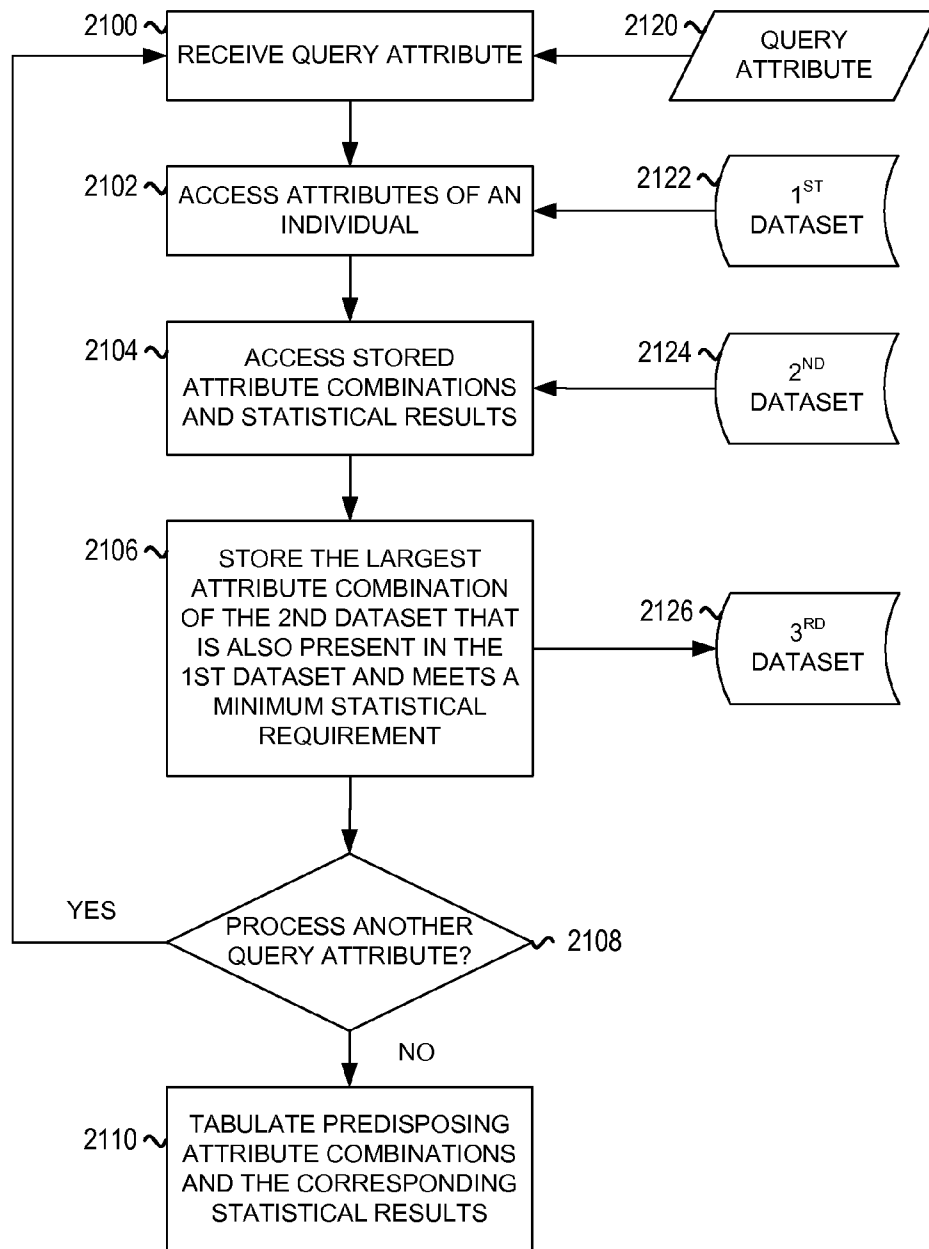 2100
RECEIVE QUERY ATTRIBUTE
2120
QUERY
ATTRIBUTE
2102
ACCESS ATTRIBUTES OF AN
INDIVIDUAL
2122
1ST
DATASET
2104
ACCESS STORED
ATTRIBUTE COMBINATIONS
AND STATISTICAL RESULTS
2124
2ND
DATASET
2106
STORE THE LARGEST
ATTRIBUTE COMBINATION
OF THE 2ND DATASET THAT
IS ALSO PRESENT IN THE
1ST DATASET AND MEETS A
MINIMUM STATISTICAL
REQUIREMENT
2126
3RD
DATASET
YES
PROCESS ANOTHER
QUERY ATTRIBUTE?
2108
NO
2110
TABULATE PREDISPOSING
ATTRIBUTE COMBINATIONS
AND THE CORRESPONDING
STATISTICAL RESULTS